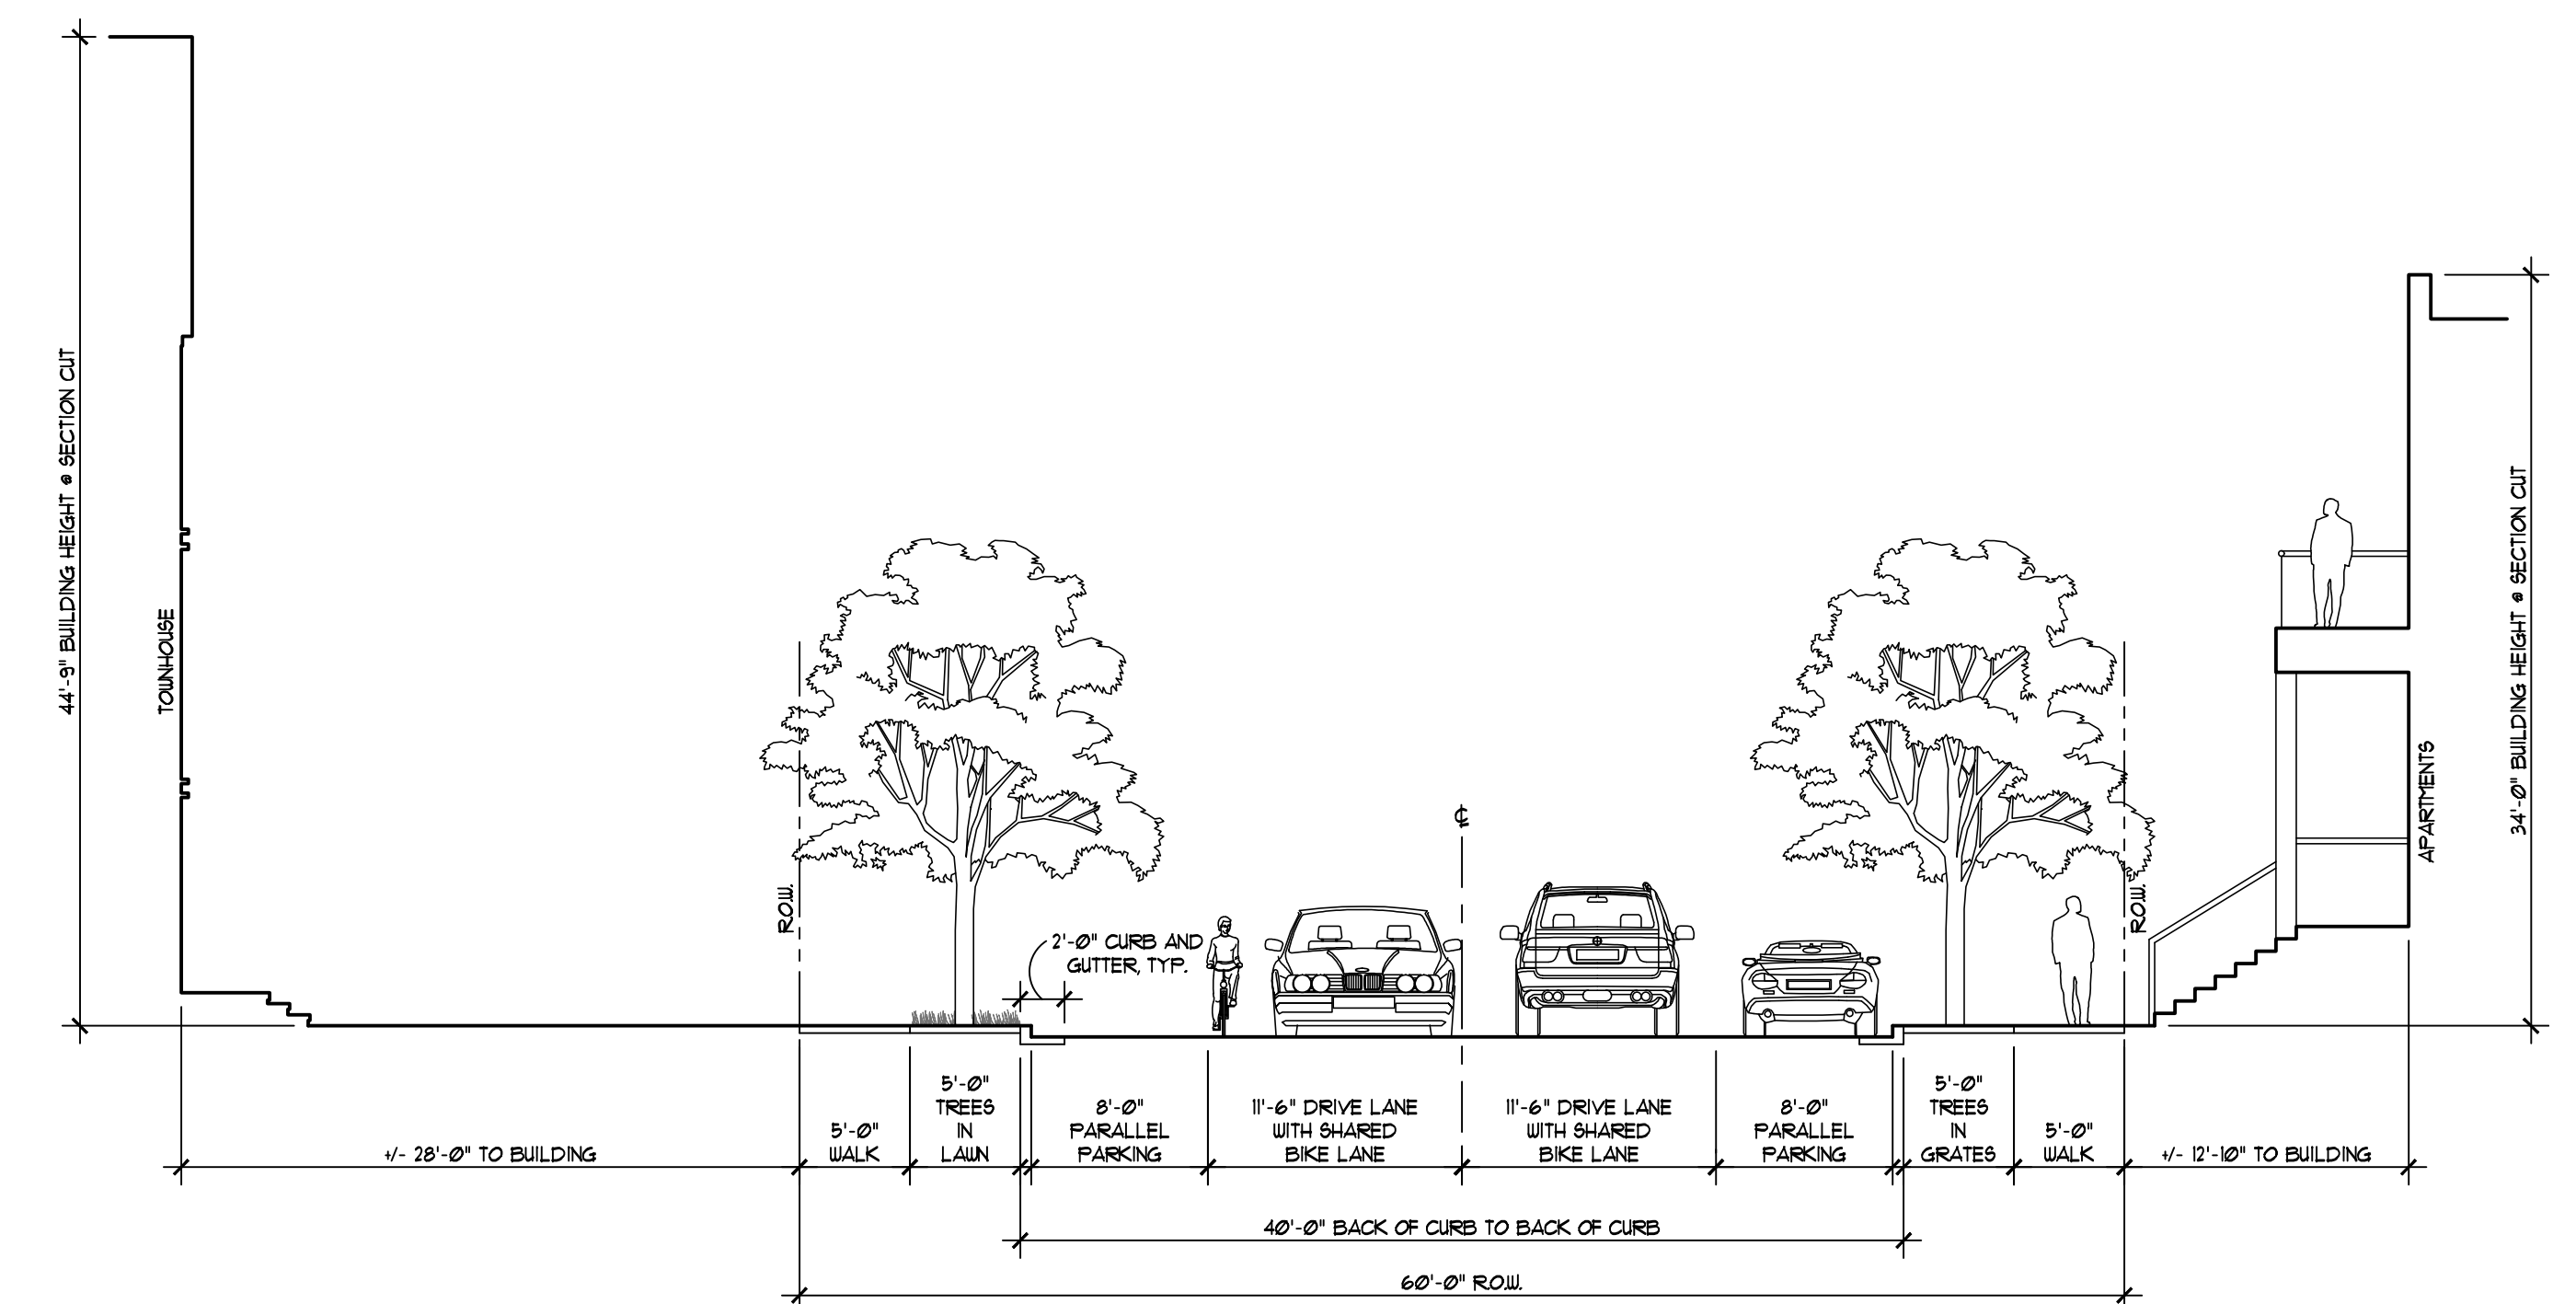 44'-9" BUILDING HEIGHT @ SECTION CUT
TOWNHOUSE
R.O.W.
2'-0" CURB AND
GUTTER, TYP.
℄
R.O.W.
APARTMENTS
34'-0" BUILDING HEIGHT @ SECTION CUT
+/- 28'-0" TO BUILDING
5'-0"
WALK
5'-0"
TREES
IN
LAWN
8'-0"
PARALLEL
PARKING
11'-6" DRIVE LANE
WITH SHARED
BIKE LANE
11'-6" DRIVE LANE
WITH SHARED
BIKE LANE
8'-0"
PARALLEL
PARKING
5'-0"
TREES
IN
GRATES
5'-0"
WALK
+/- 12'-10" TO BUILDING
40'-0" BACK OF CURB TO BACK OF CURB
60'-0" R.O.W.